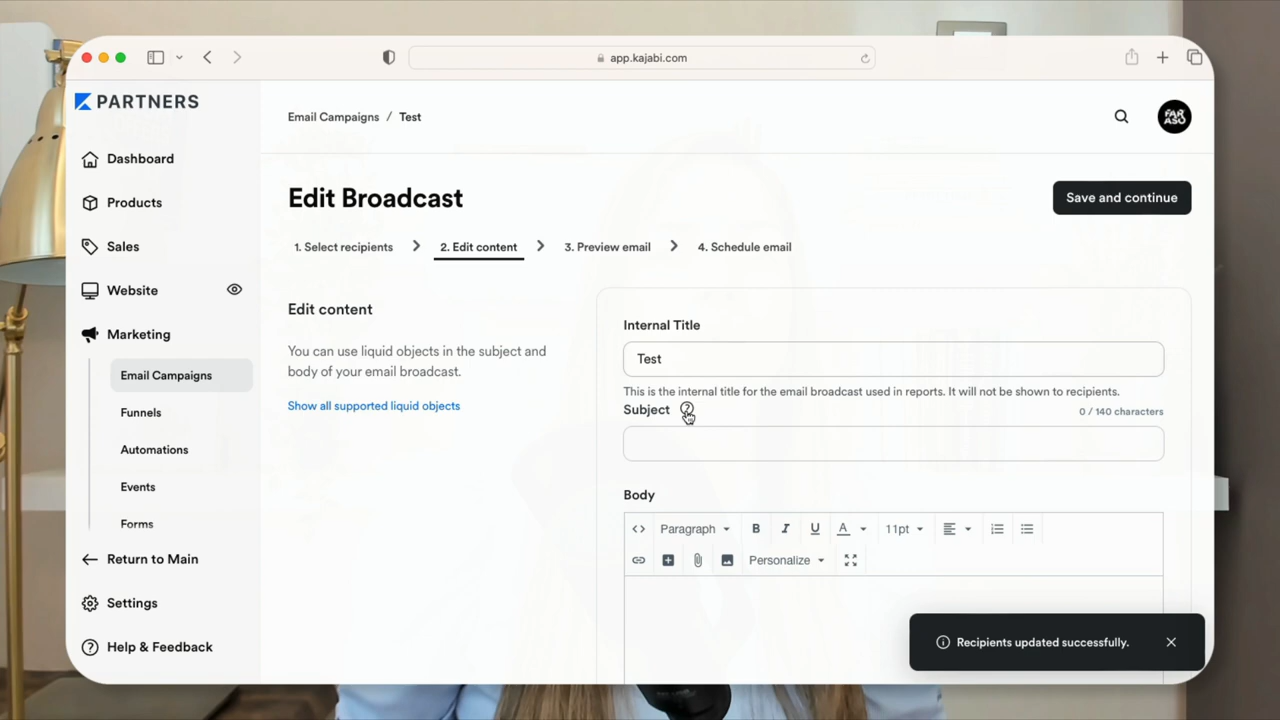 app.kajabi.com
PARTNERS
Email Campaigns / Test
FAR
ASO
Dashboard
Products
Sales
Website
Marketing
Email Campaigns
Funnels
Automations
Events
Forms
Return to Main
Settings
Help & Feedback
Edit Broadcast
Save and continue
1. Select recipients
2. Edit content
3. Preview email
4. Schedule email
Edit content
You can use liquid objects in the subject and
body of your email broadcast.
Show all supported liquid objects
Internal Title
Test
This is the internal title for the email broadcast used in reports. It will not be shown to recipients.
Subject
0 / 140 characters
Body
Paragraph B I U A 11pt
Personalize
Recipients updated successfully.